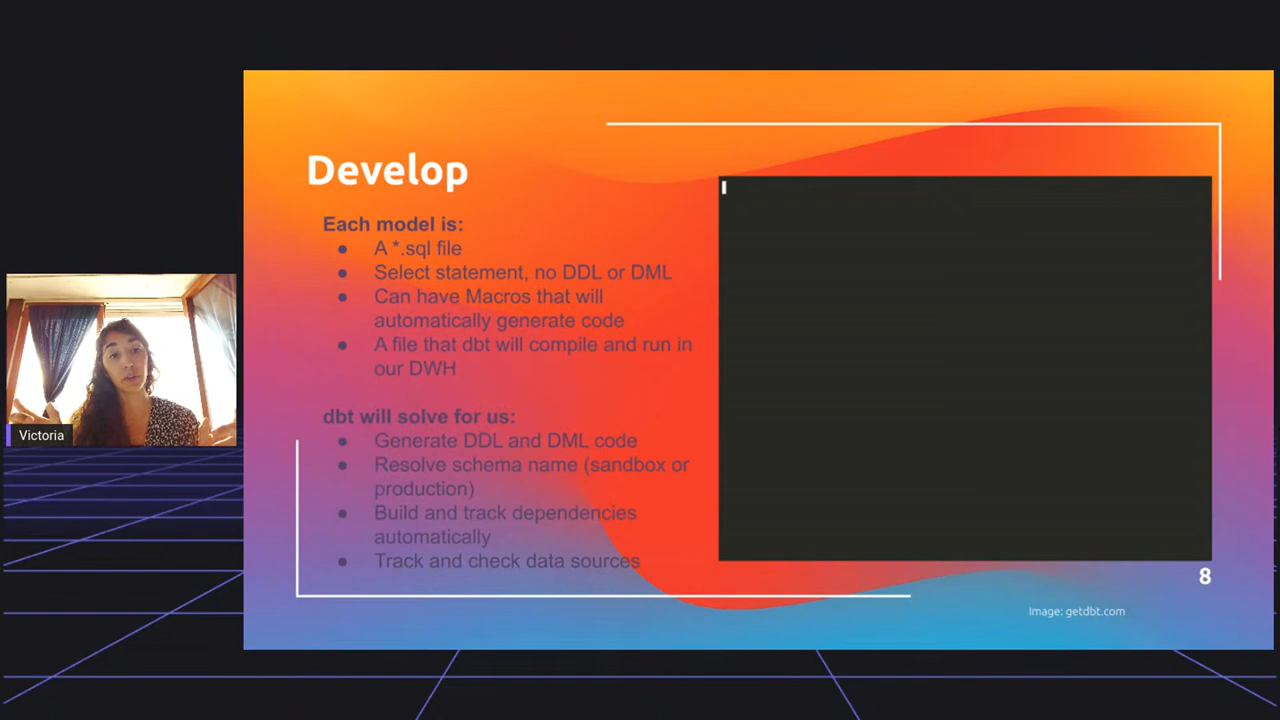 Develop
Each model is:
● A *.sql file
● Select statement, no DDL or DML
● Can have Macros that will
automatically generate code
● A file that dbt will compile and run in
our DWH
dbt will solve for us:
● Generate DDL and DML code
● Resolve schema name (sandbox or
production)
● Build and track dependencies
automatically
● Track and check data sources
8
Image: getdbt.com
Victoria